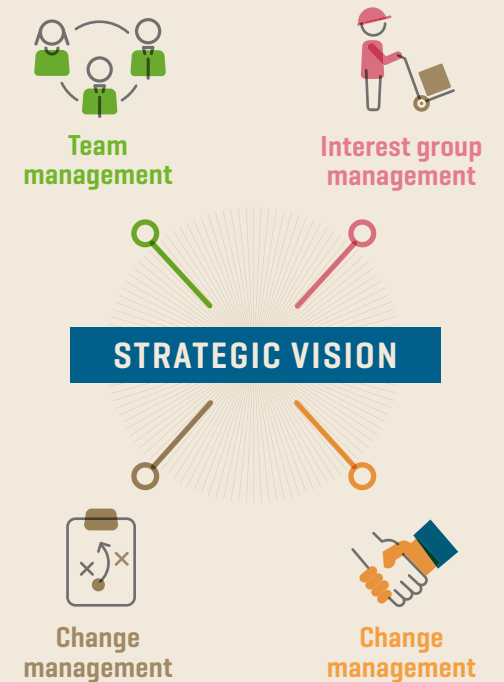 Team
management
Interest group
management
STRATEGIC VISION
Change
management
Change
management